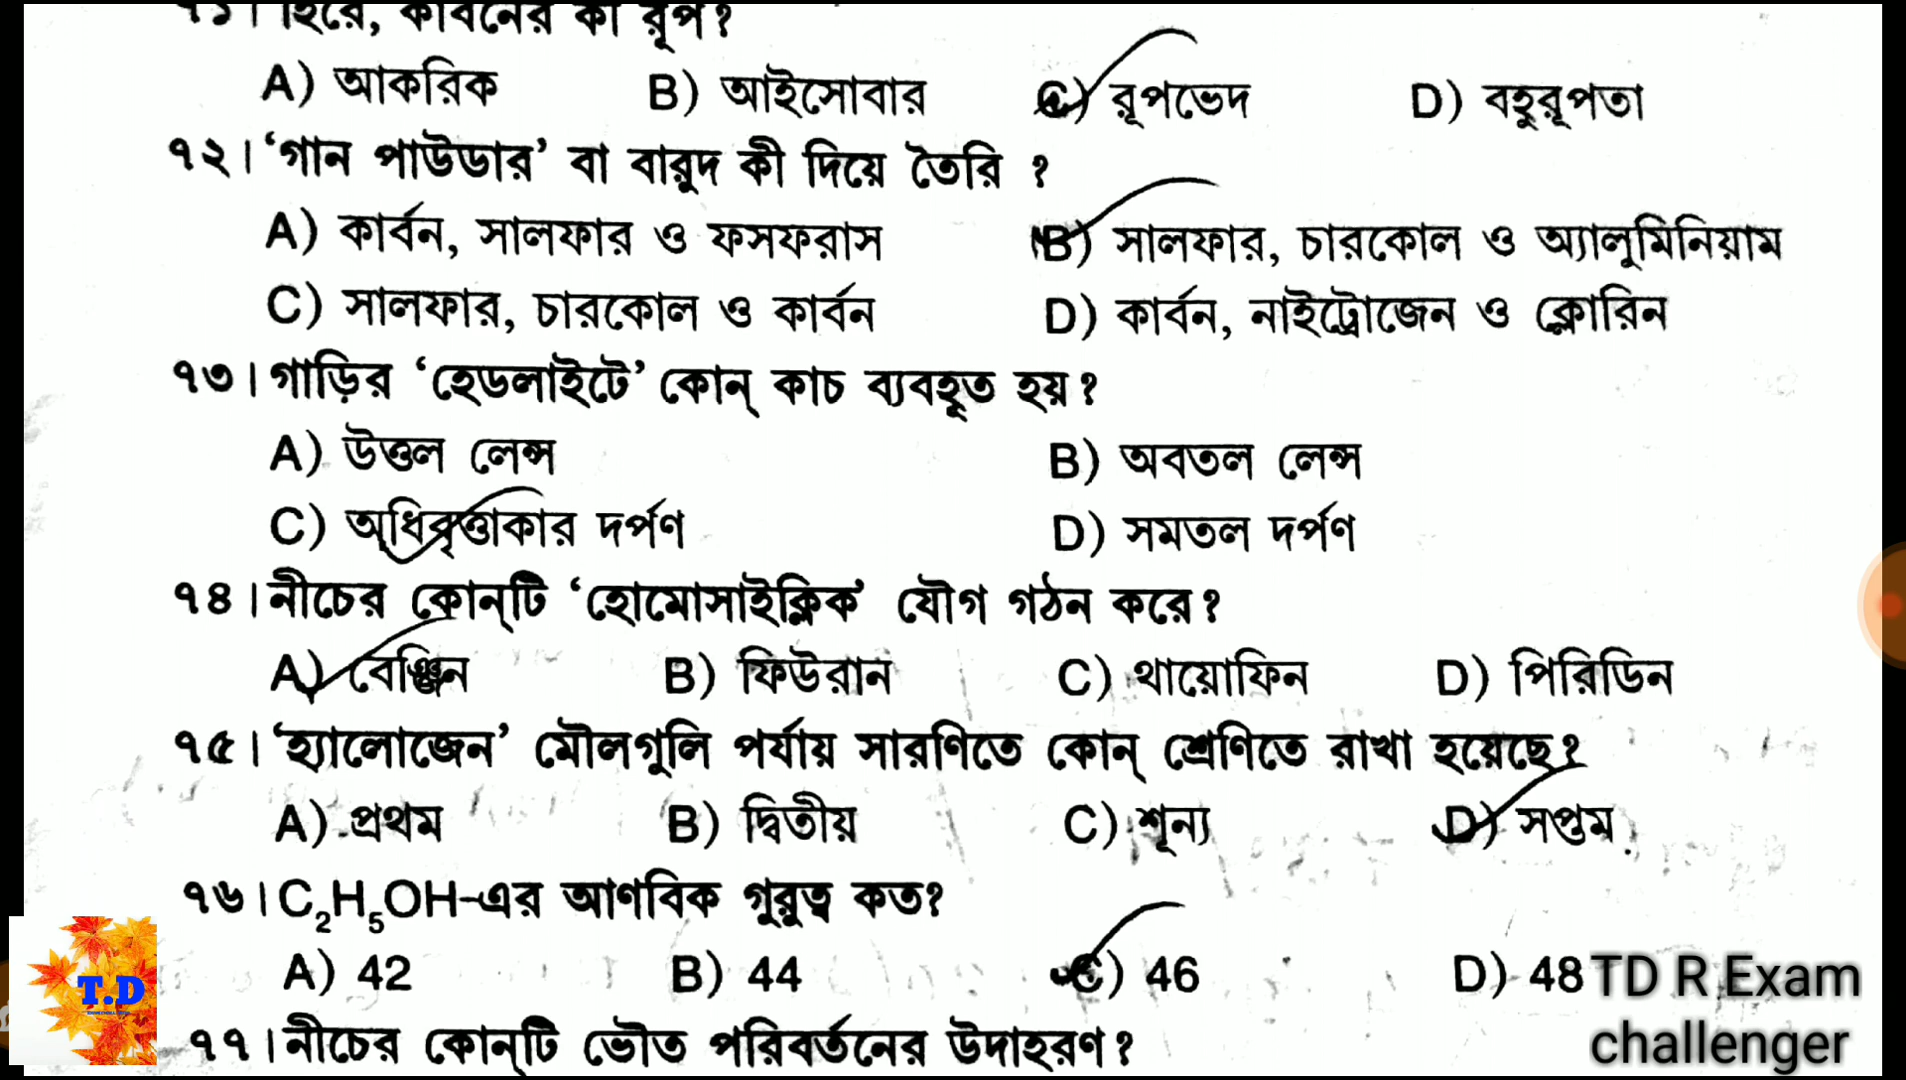 ৭১। হিরে, কার্বনের কী রূপ?
A) আকরিক B) আইসোবার C) রূপভেদ D) বহুরূপতা
৭২। ‘গান পাউডার’ বা বারুদ কী দিয়ে তৈরি ?
A) কার্বন, সালফার ও ফসফরাস B) সালফার, চারকোল ও অ্যালুমিনিয়াম
C) সালফার, চারকোল ও কার্বন D) কার্বন, নাইট্রোজেন ও ক্লোরিন
৭৩। গাড়ির ‘হেডলাইটে’ কোন্ কাচ ব্যবহৃত হয়?
A) উত্তল লেন্স B) অবতল লেন্স
C) অধিবৃত্তাকার দর্পণ D) সমতল দর্পণ
৭৪। নীচের কোন্‌টি ‘হোমোসাইক্লিক’ যৌগ গঠন করে?
A) বেঞ্জিন B) ফিউরান C) থায়োফিন D) পিরিডিন
৭৫। ‘হ্যালোজেন’ মৌলগুলি পর্যায় সারণিতে কোন্ শ্রেণিতে রাখা হয়েছে?
A) প্রথম B) দ্বিতীয় C) শূন্য D) সপ্তম
৭৬। C₂H₅OH-এর আণবিক গুরুত্ব কত?
A) 42 B) 44 C) 46 D) 48
৭৭। নীচের কোন্‌টি ভৌত পরিবর্তনের উদাহরণ?
T.D
TD R Exam
challenger